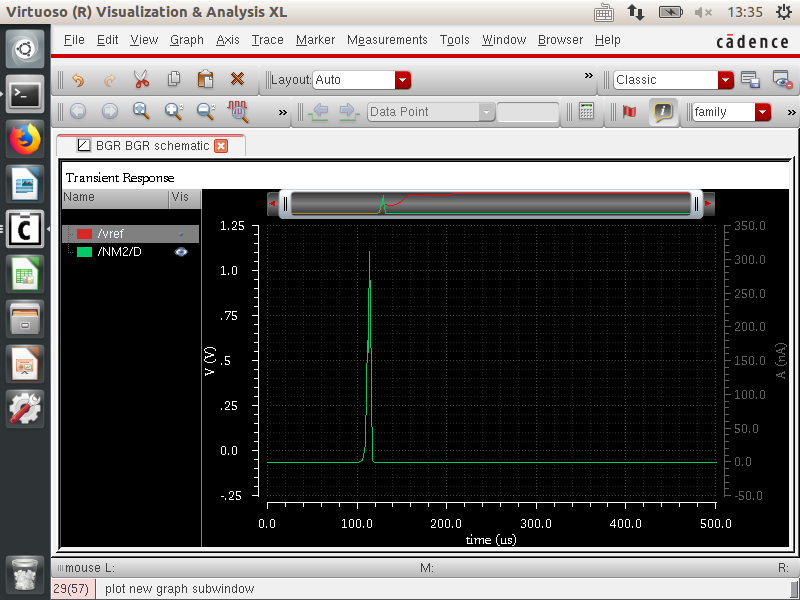 Virtuoso (R) Visualization & Analysis XL
13:35
File Edit View Graph Axis Trace Marker Measurements Tools Window Browser Help
cādence
Layout: Auto
»
Classic
»
Data Point
family
»
BGR BGR schematic
Transient Response
Name Vis
/vref
/NM2/D
1.25
1.0
.75
.5
.25
0.0
-.25
V (V)
350.0
300.0
250.0
200.0
150.0
100.0
50.0
0.0
-50.0
A (nA)
0.0 100.0 200.0 300.0 400.0 500.0
time (us)
mouse L: M: R:
29(57) plot new graph subwindow